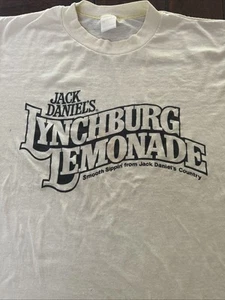 JACK
DANIEL'S
LYNCHBURG
LEMONADE
Smooth Sippin' from Jack Daniel's Country